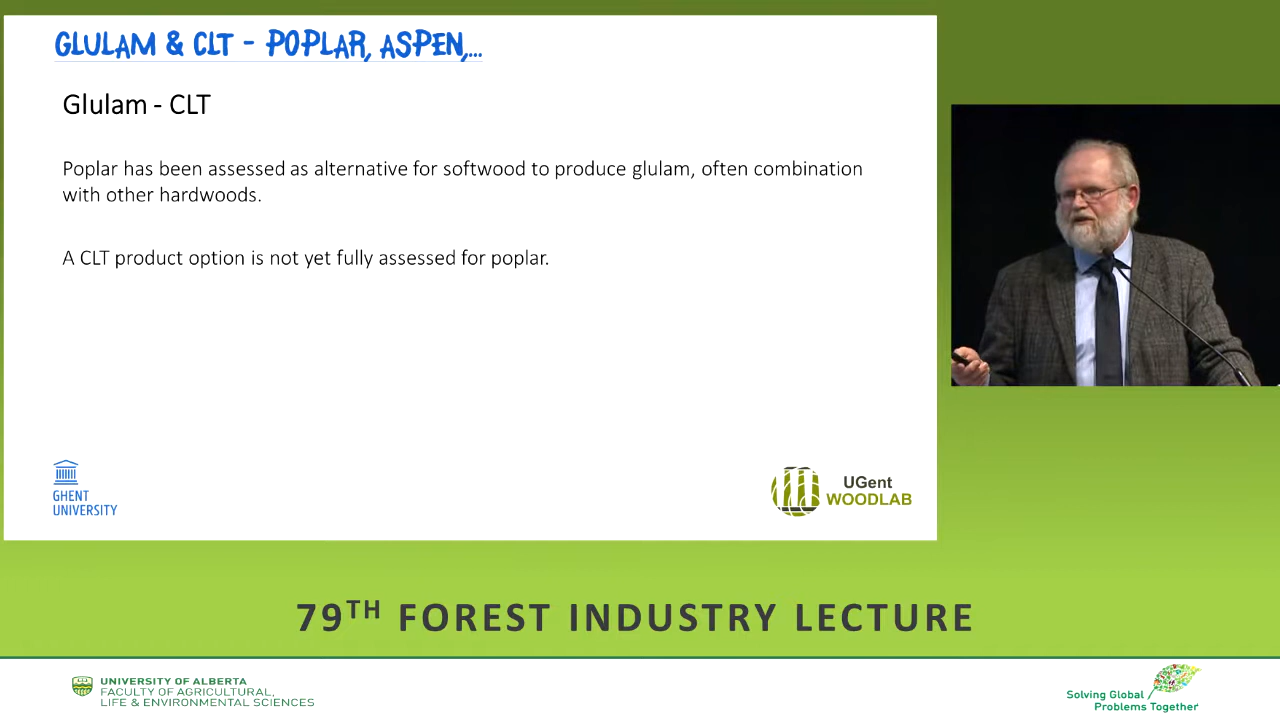 GLULAM & CLT - POPLAR, ASPEN,...
Glulam - CLT
Poplar has been assessed as alternative for softwood to produce glulam, often combination
with other hardwoods.
A CLT product option is not yet fully assessed for poplar.
GHENT
UNIVERSITY
UGent
WOODLAB
79TH FOREST INDUSTRY LECTURE
UNIVERSITY OF ALBERTA
FACULTY OF AGRICULTURAL,
LIFE & ENVIRONMENTAL SCIENCES
Solving Global
Problems Together